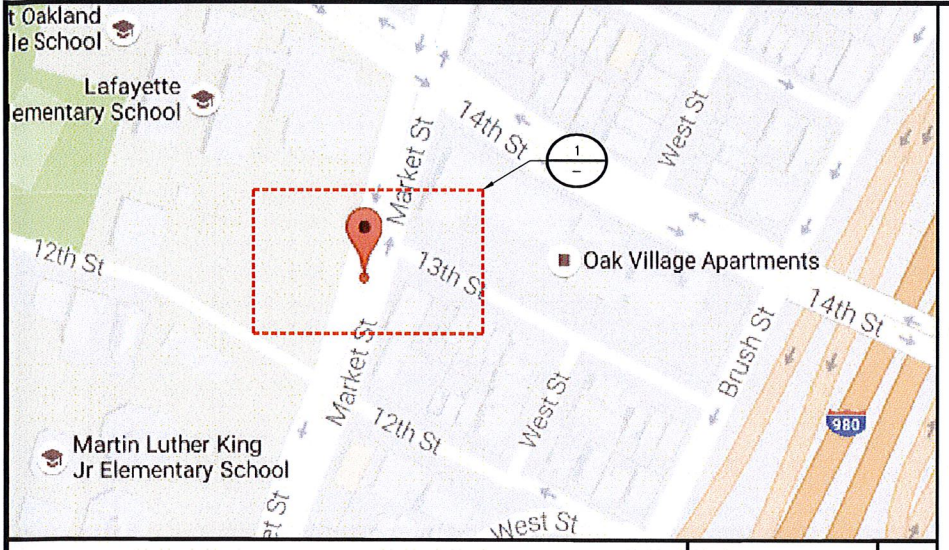 t Oakland
le School
Lafayette
lementary School
Market St
14th St
West St
1
–
12th St
13th St
Oak Village Apartments
14th St
Market St
Brush St
West St
12th St
980
Martin Luther King
Jr Elementary School
et St
West St